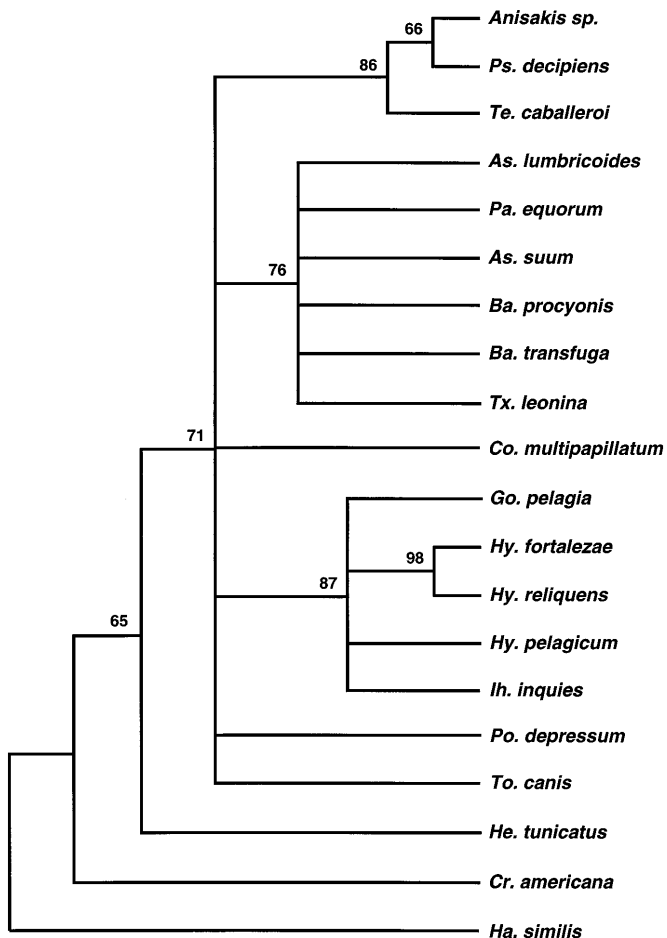 Anisakis sp.
66
Ps. decipiens
86
Te. caballeroi
As. lumbricoides
Pa. equorum
As. suum
76
Ba. procyonis
Ba. transfuga
Tx. leonina
71
Co. multipapillatum
Go. pelagia
Hy. fortalezae
98
87
Hy. reliquens
65
Hy. pelagicum
Ih. inquies
Po. depressum
To. canis
He. tunicatus
Cr. americana
Ha. similis